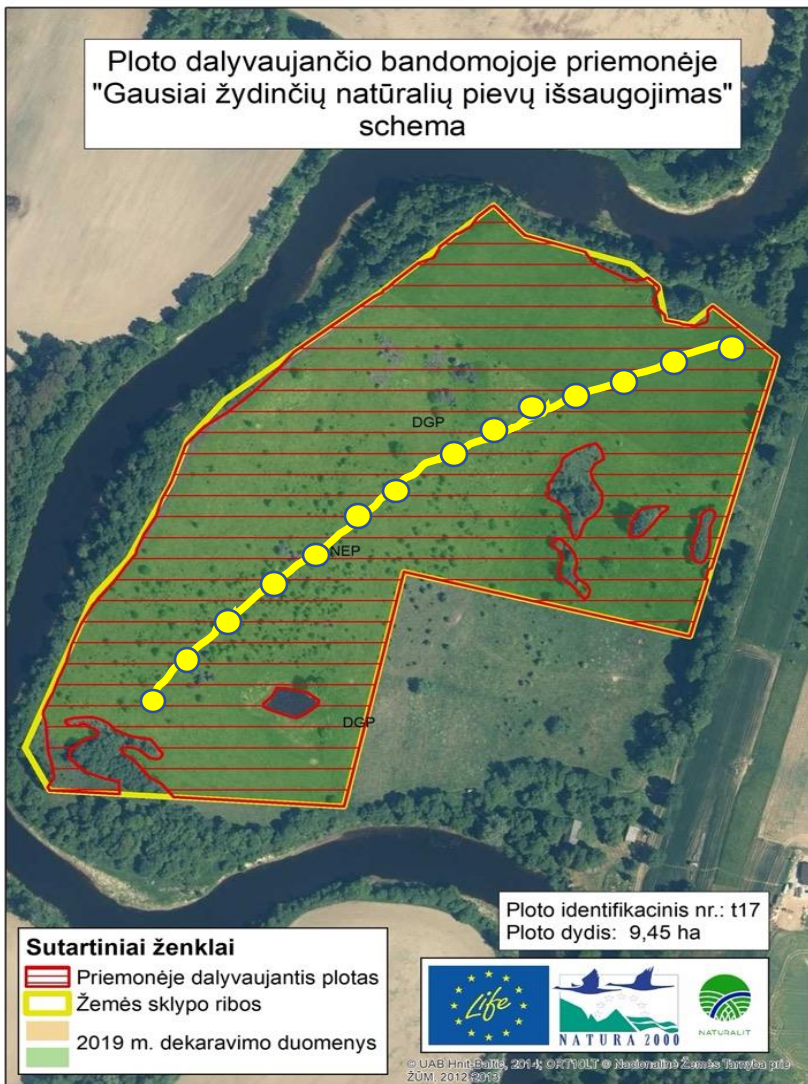 Ploto dalyvaujančio bandomojoje priemonėje
"Gausiai žydinčių natūralių pievų išsaugojimas"
schema
DGP
NEP
DGP
Ploto identifikacinis nr.: t17
Ploto dydis: 9,45 ha
Sutartiniai ženklai
Priemonėje dalyvaujantis plotas
Žemės sklypo ribos
2019 m. dekaravimo duomenys
Life
NATURA 2000
NATURALIT
© UAB Hnit-Baltic, 2014; ORT10LT © Nacionalinė Žemės Tarnyba prie
ŽŪM, 2012-2013